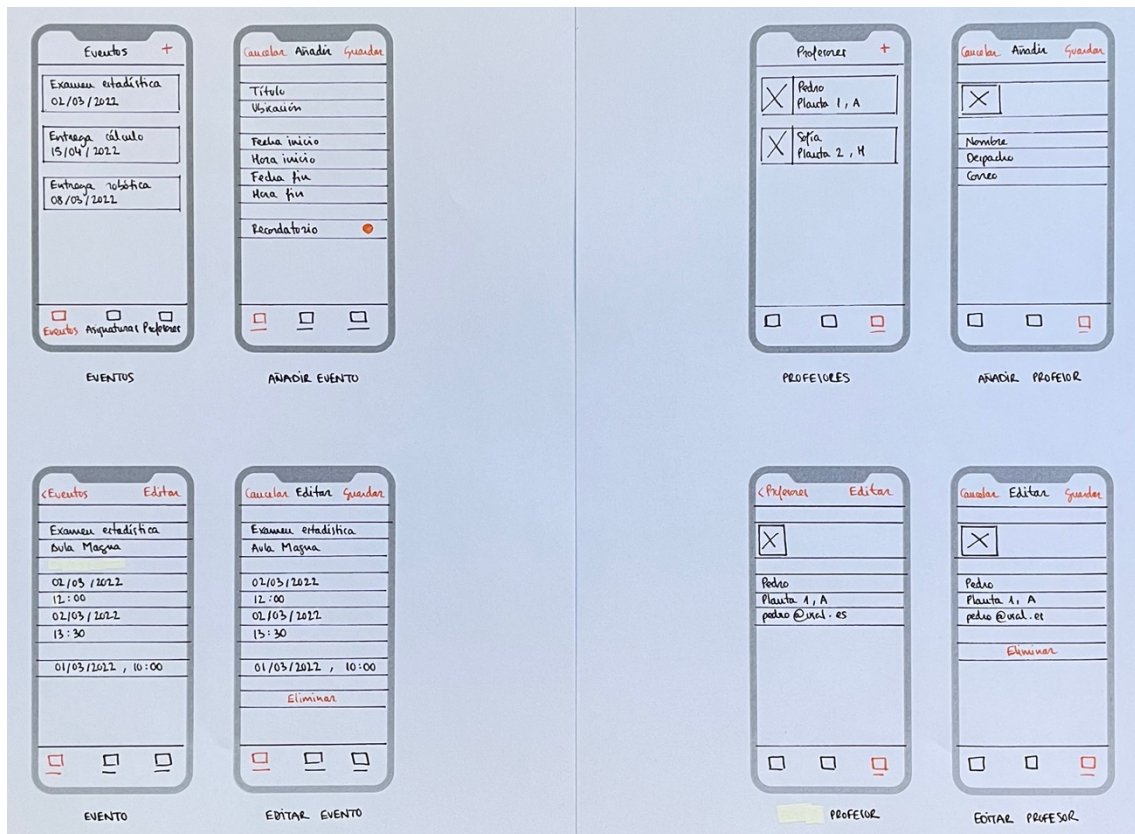 Eventos +
Examen estadística
02/03/2022
Entrega cálculo
15/04/2022
Entrega robótica
08/05/2022
Eventos Asignaturas Profesores
EVENTOS
Cancelar Añadir Guardar
Título
Ubicación
Fecha inicio
Hora inicio
Fecha fin
Hora fin
Recordatorio
AÑADIR EVENTO
Profesores +
Pedro
Planta 1, A
Sofía
Planta 2, H
PROFESORES
Cancelar Añadir Guardar
Nombre
Despacho
Correo
AÑADIR PROFESOR
<Eventos Editar
Examen estadística
Aula Magna
02/03/2022
12:00
02/03/2022
13:30
01/03/2022, 10:00
EVENTO
Cancelar Editar Guardar
Examen estadística
Aula Magna
02/03/2022
12:00
02/03/2022
13:30
01/03/2022, 10:00
Eliminar
EDITAR EVENTO
<Profesores Editar
Pedro
Planta 1, A
pedro@usal.es
PROFESOR
Cancelar Editar Guardar
Pedro
Planta 1, A
pedro@usal.es
Eliminar
EDITAR PROFESOR